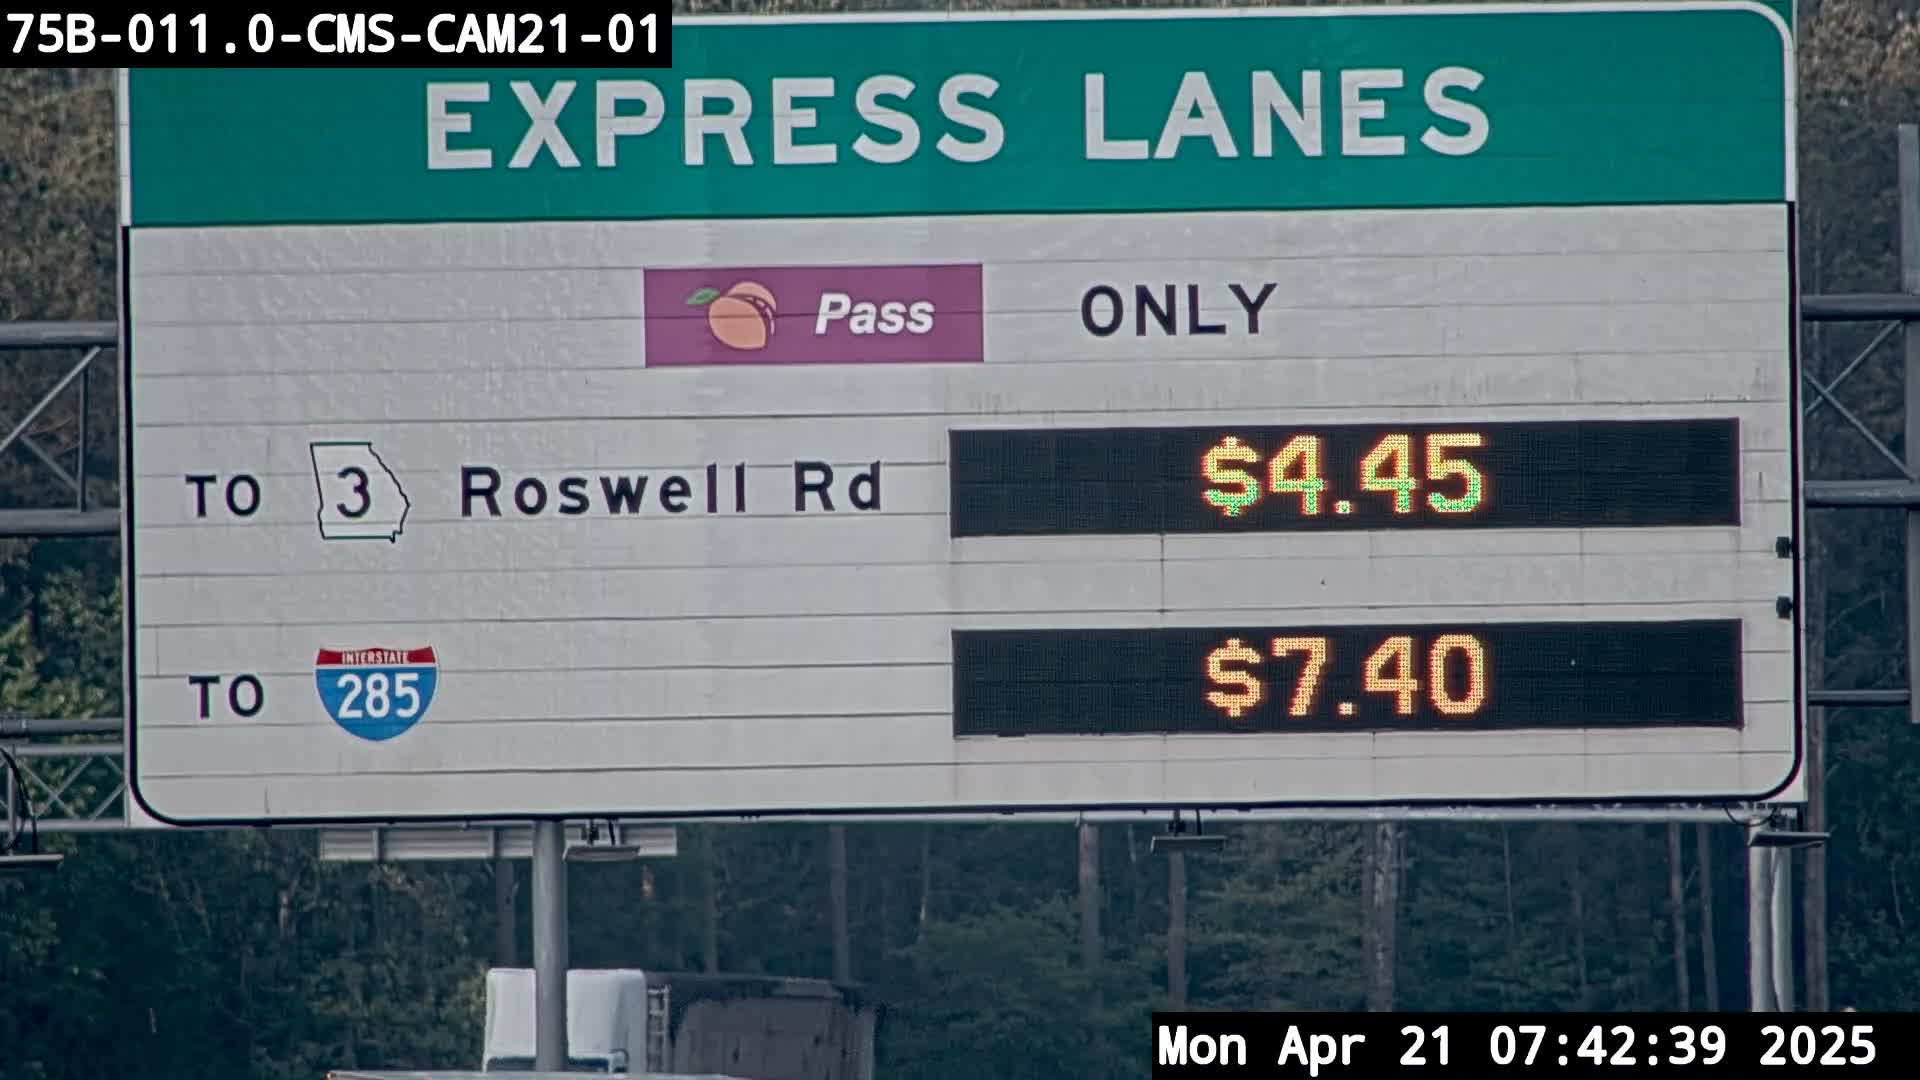 75B-011.0-CMS-CAM21-01
EXPRESS LANES
Pass ONLY
TO 3 Roswell Rd $4.45
INTERSTATE
TO 285 $7.40
Mon Apr 21 07:42:39 2025